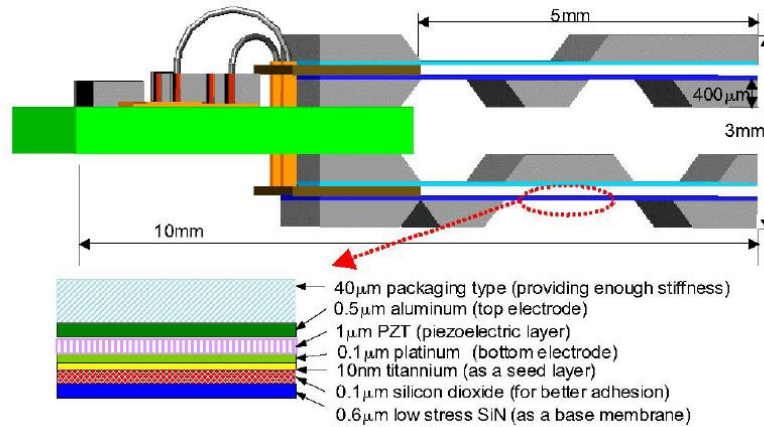 5mm
400μm
3mm
10mm
40μm packaging type (providing enough stiffness)
0.5μm aluminum (top electrode)
1μm PZT (piezoelectric layer)
0.1μm platinum (bottom electrode)
10nm titannium (as a seed layer)
0.1μm silicon dioxide (for better adhesion)
0.6μm low stress SiN (as a base membrane)